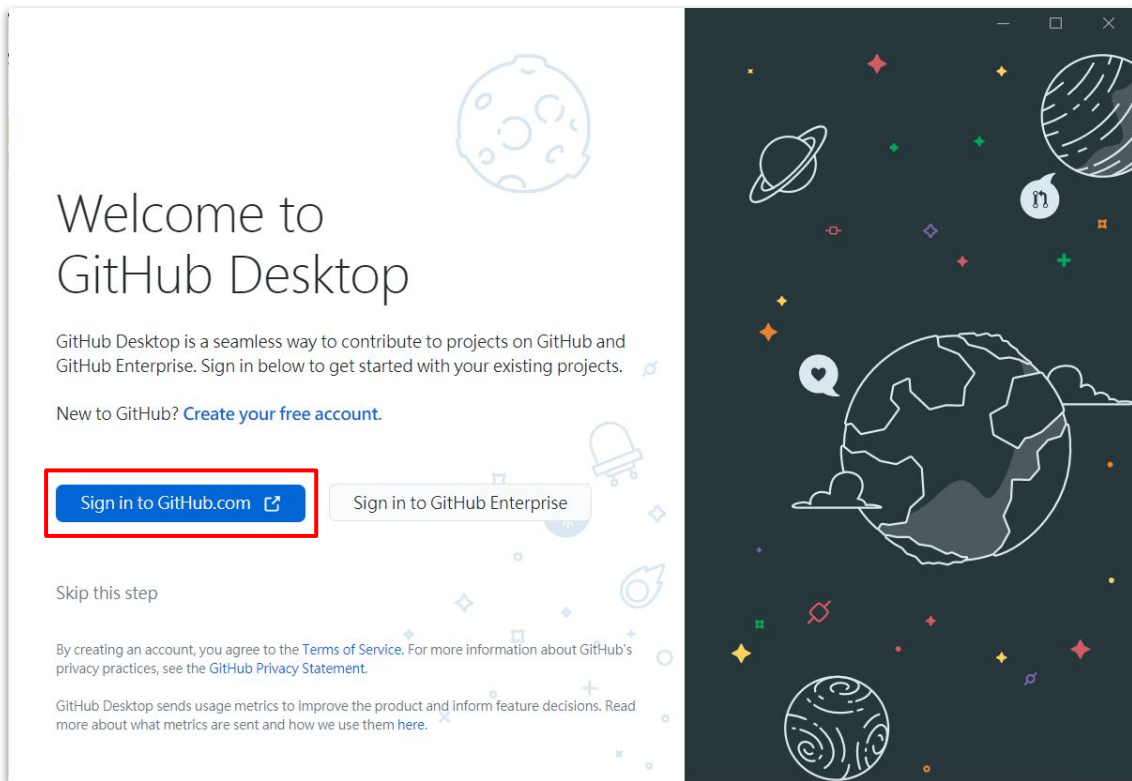 Welcome to
GitHub Desktop
GitHub Desktop is a seamless way to contribute to projects on GitHub and
GitHub Enterprise. Sign in below to get started with your existing projects.
New to GitHub? Create your free account.
Sign in to GitHub.com
Sign in to GitHub Enterprise
Skip this step
By creating an account, you agree to the Terms of Service. For more information about GitHub's
privacy practices, see the GitHub Privacy Statement.
GitHub Desktop sends usage metrics to improve the product and inform feature decisions. Read
more about what metrics are sent and how we use them here.